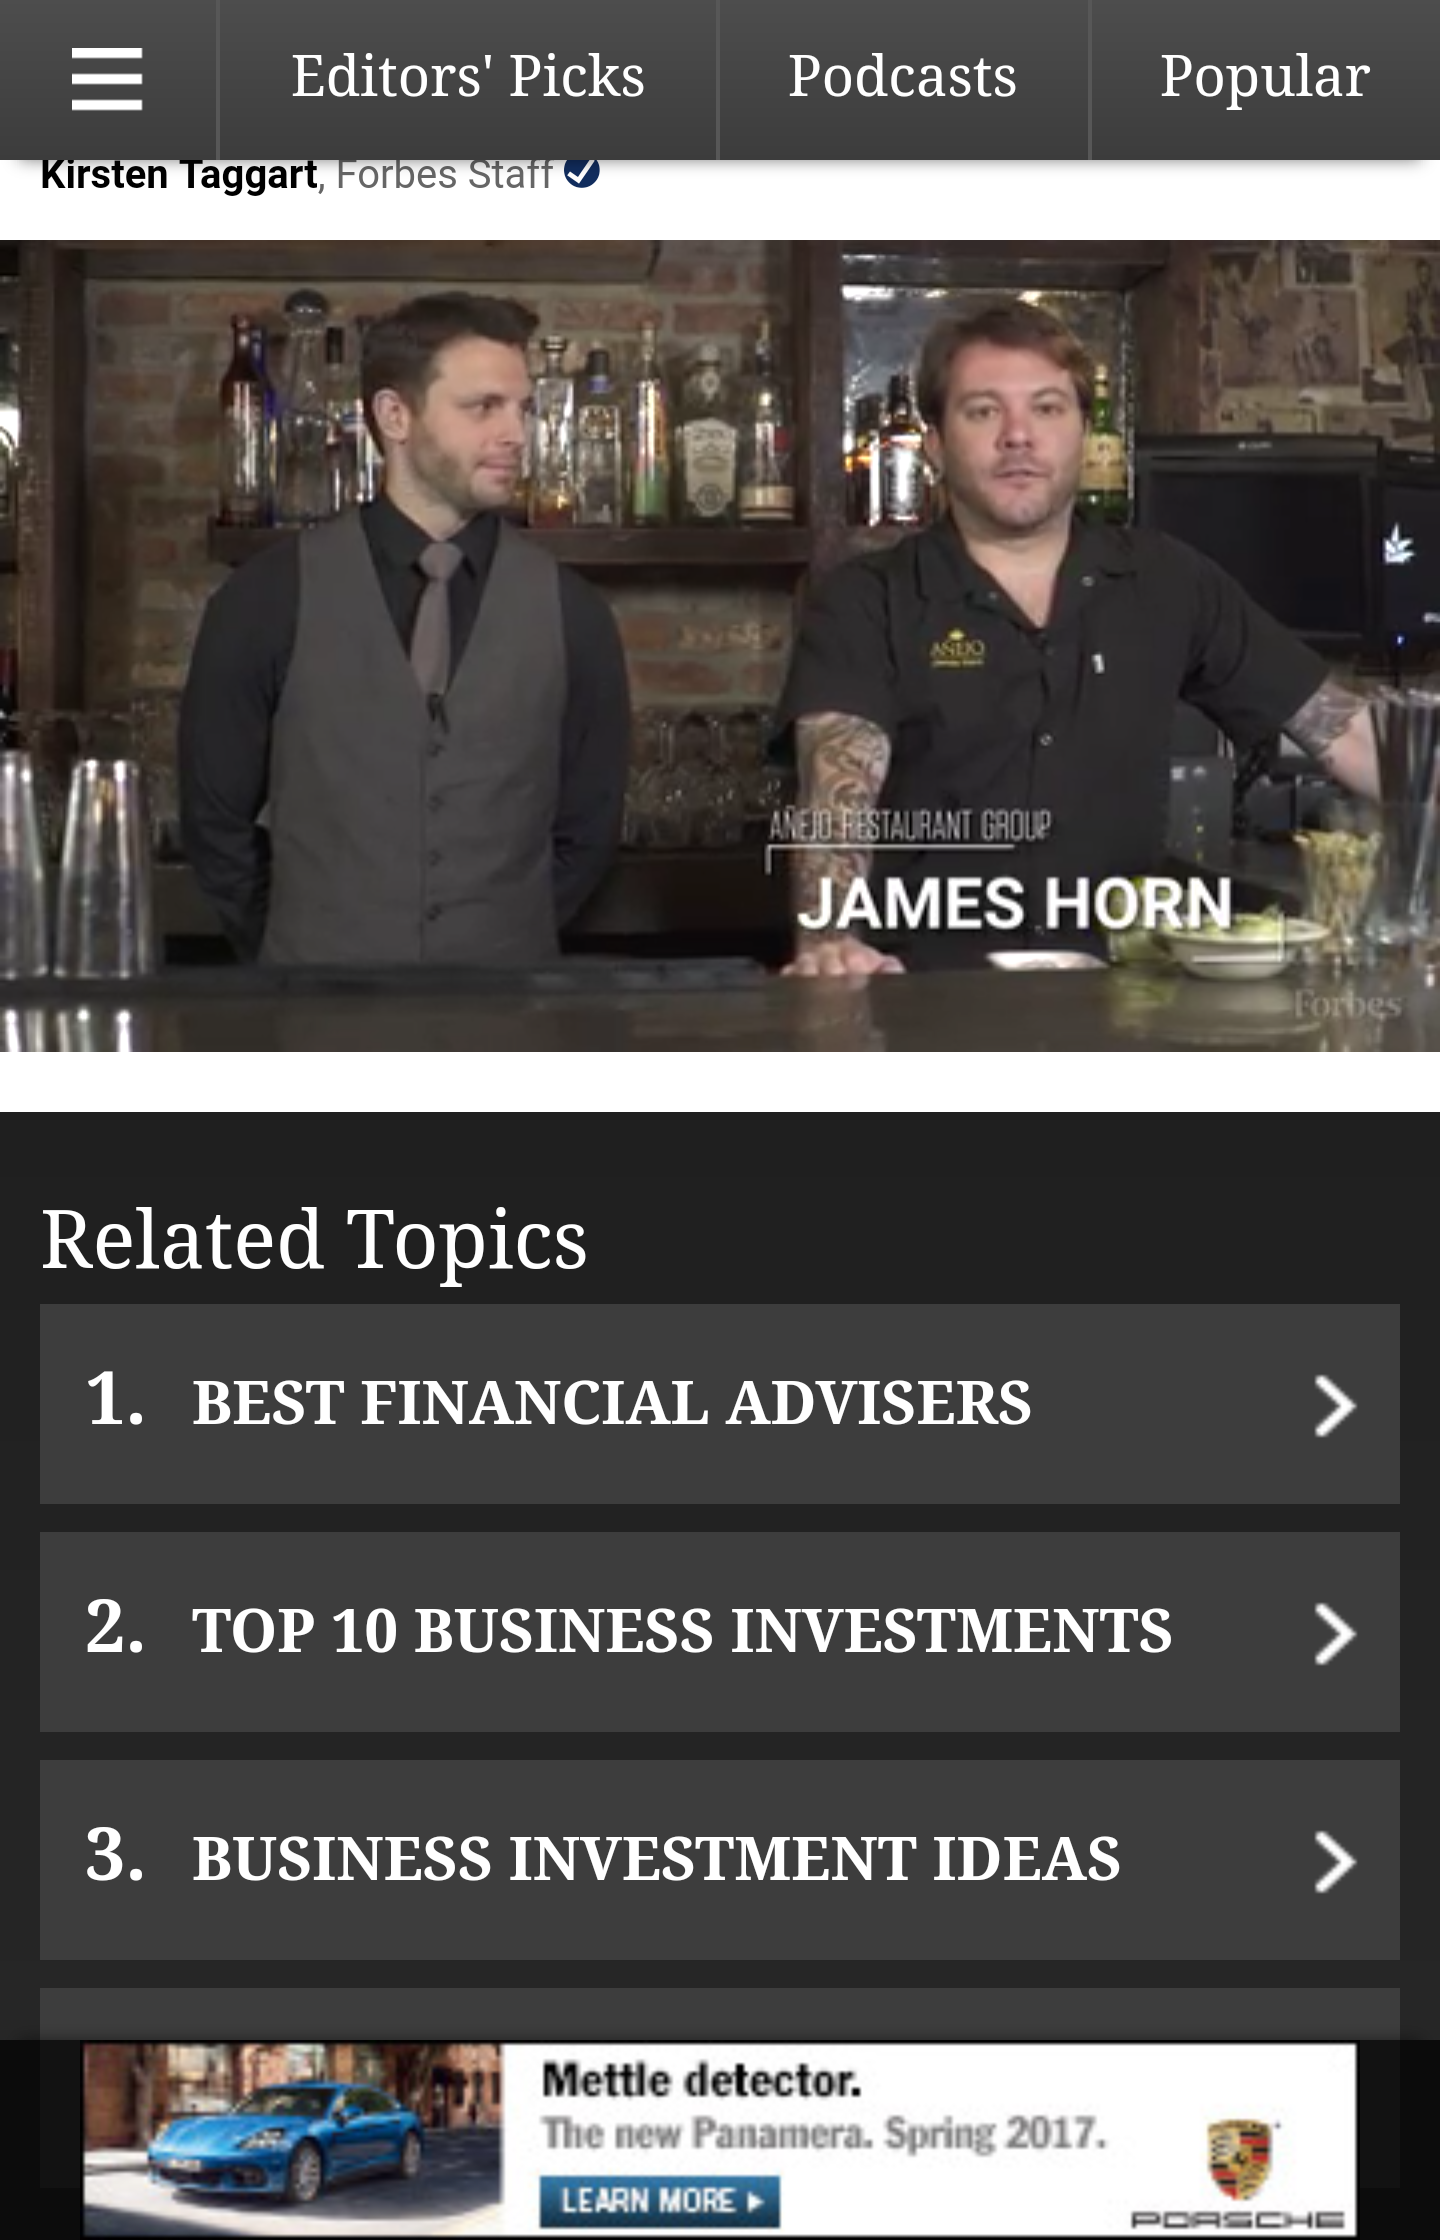 Editors' Picks
Podcasts
Popular
Kirsten Taggart, Forbes Staff
AÑEJO
AÑEJO RESTAURANT GROUP
JAMES HORN
Forbes
Related Topics
1. BEST FINANCIAL ADVISERS
2. TOP 10 BUSINESS INVESTMENTS
3. BUSINESS INVESTMENT IDEAS
Mettle detector.
The new Panamera. Spring 2017.
LEARN MORE
PORSCHE